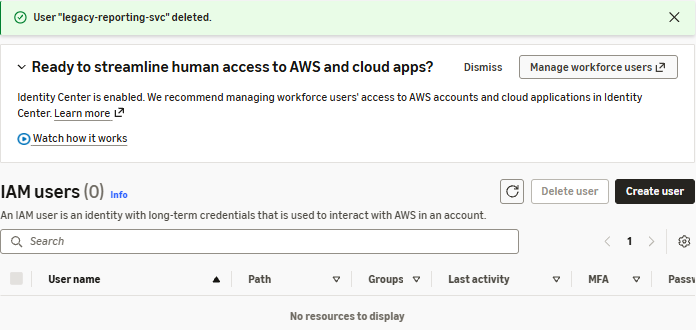 User "legacy-reporting-svc" deleted.
Ready to streamline human access to AWS and cloud apps?
Dismiss
Manage workforce users
Identity Center is enabled. We recommend managing workforce users' access to AWS accounts and cloud applications in Identity
Center. Learn more
Watch how it works
IAM users (0) Info
Delete user
Create user
An IAM user is an identity with long-term credentials that is used to interact with AWS in an account.
Search
1
User name
Path
Groups
Last activity
MFA
Passw
No resources to display